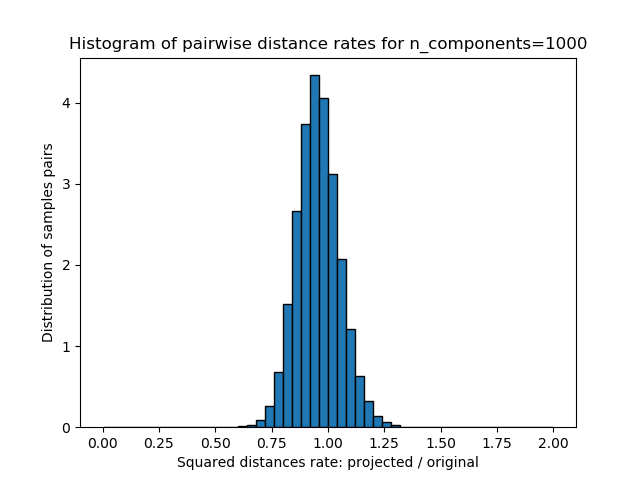 Histogram of pairwise distance rates for n_components=1000
Distribution of samples pairs
4
3
2
1
0
0.00 0.25 0.50 0.75 1.00 1.25 1.50 1.75 2.00
Squared distances rate: projected / original